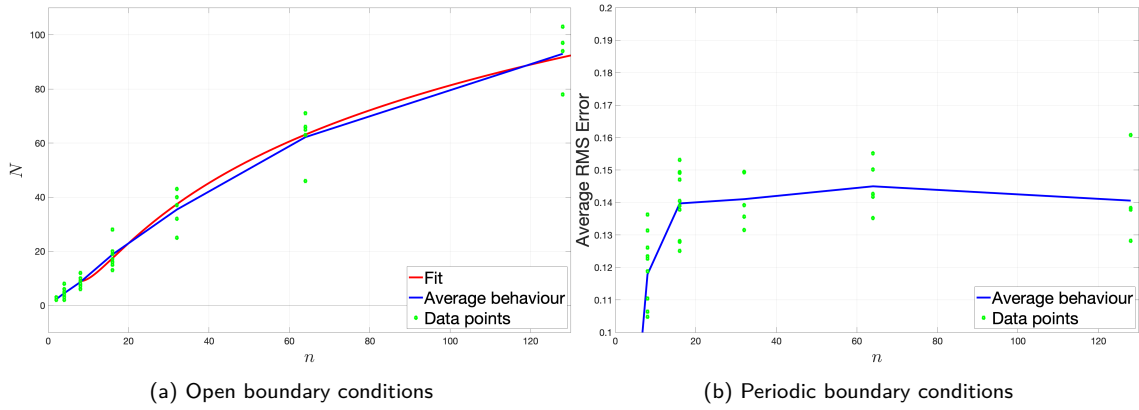 N
100
80
60
40
20
0
0 20 40 60 80 100 120
n
Fit
Average behaviour
Data points
(a) Open boundary conditions
Average RMS Error
0.2
0.19
0.18
0.17
0.16
0.15
0.14
0.13
0.12
0.11
0.1
0 20 40 60 80 100 120
n
Average behaviour
Data points
(b) Periodic boundary conditions